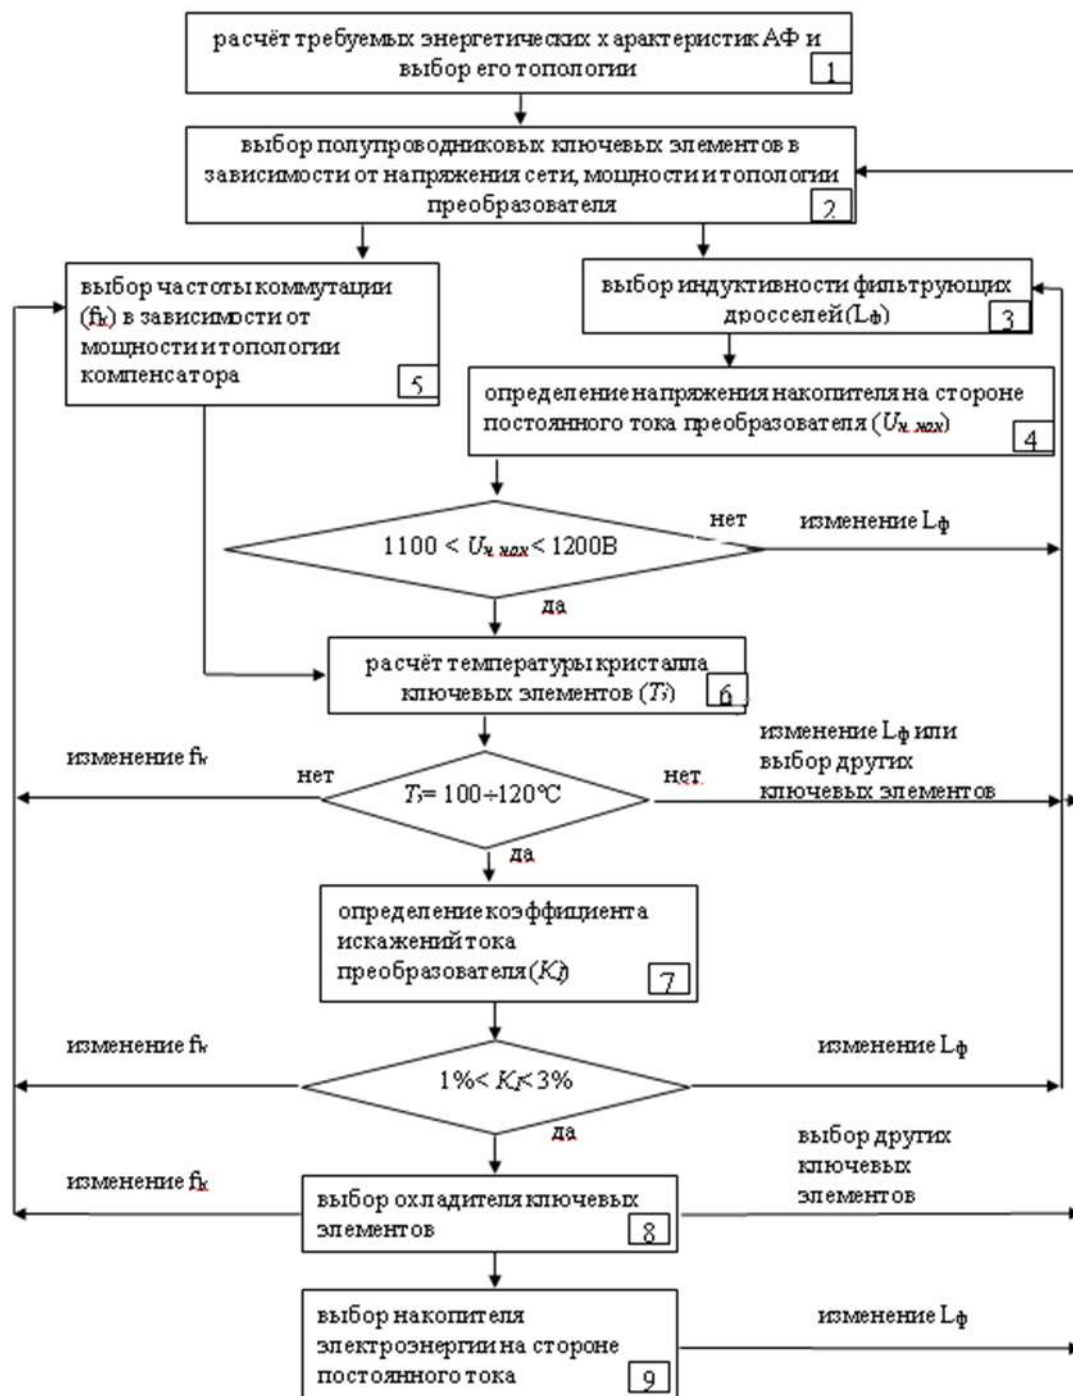 расчёт требуемых энергетических характеристик АФ и
выбор его топологии
1
выбор полупроводниковых ключевых элементов в
зависимости от напряжения сети, мощности и топологии
преобразователя
2
выбор частоты коммутации
(fк) в зависимости от
мощности и топологии
компенсатора
5
выбор индуктивности фильтрующих
дросселей (Lф)
3
определение напряжения накопителя на стороне
постоянного тока преобразователя (Uн.max)
4
1100 < Uн.max < 1200В
нет
изменение Lф
да
расчёт температуры кристалла
ключевых элементов (Tj)
6
изменение fк
нет
Tj= 100÷120°C
нет
изменение Lф или
выбор других
ключевых элементов
да
определение коэффициента
искажений тока
преобразователя (KI)
7
изменение fк
1%< KI<3%
изменение Lф
да
изменение fк
выбор охладителя ключевых
элементов
8
выбор других
ключевых
элементов
выбор накопителя
электроэнергии на стороне
постоянного тока
9
изменение Lф